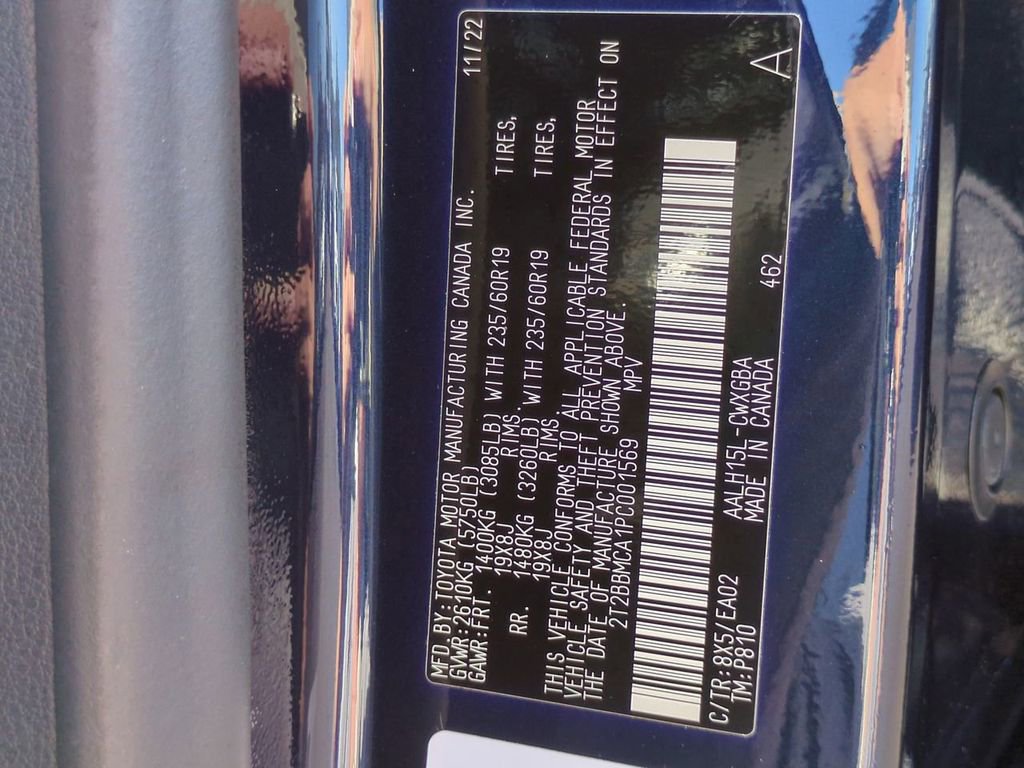 MFD. BY: TOYOTA MOTOR MANUFACTURING CANADA INC. 11/22
GVWR: 2610KG (5750LB)
GAWR: FRT. 1400KG (3085LB) WITH 235/60R19 TIRES,
19X8J RIMS.
RR. 1480KG (3260LB) WITH 235/60R19 TIRES,
19X8J RIMS.
THIS VEHICLE CONFORMS TO ALL APPLICABLE FEDERAL MOTOR
VEHICLE SAFETY AND THEFT PREVENTION STANDARDS IN EFFECT ON
THE DATE OF MANUFACTURE SHOWN ABOVE.
2T2BBMCA1PC001569 MPV
C/TR: 8X5/EA02 AALH15L-CWXGBA 462 A
TM: P810 MADE IN CANADA